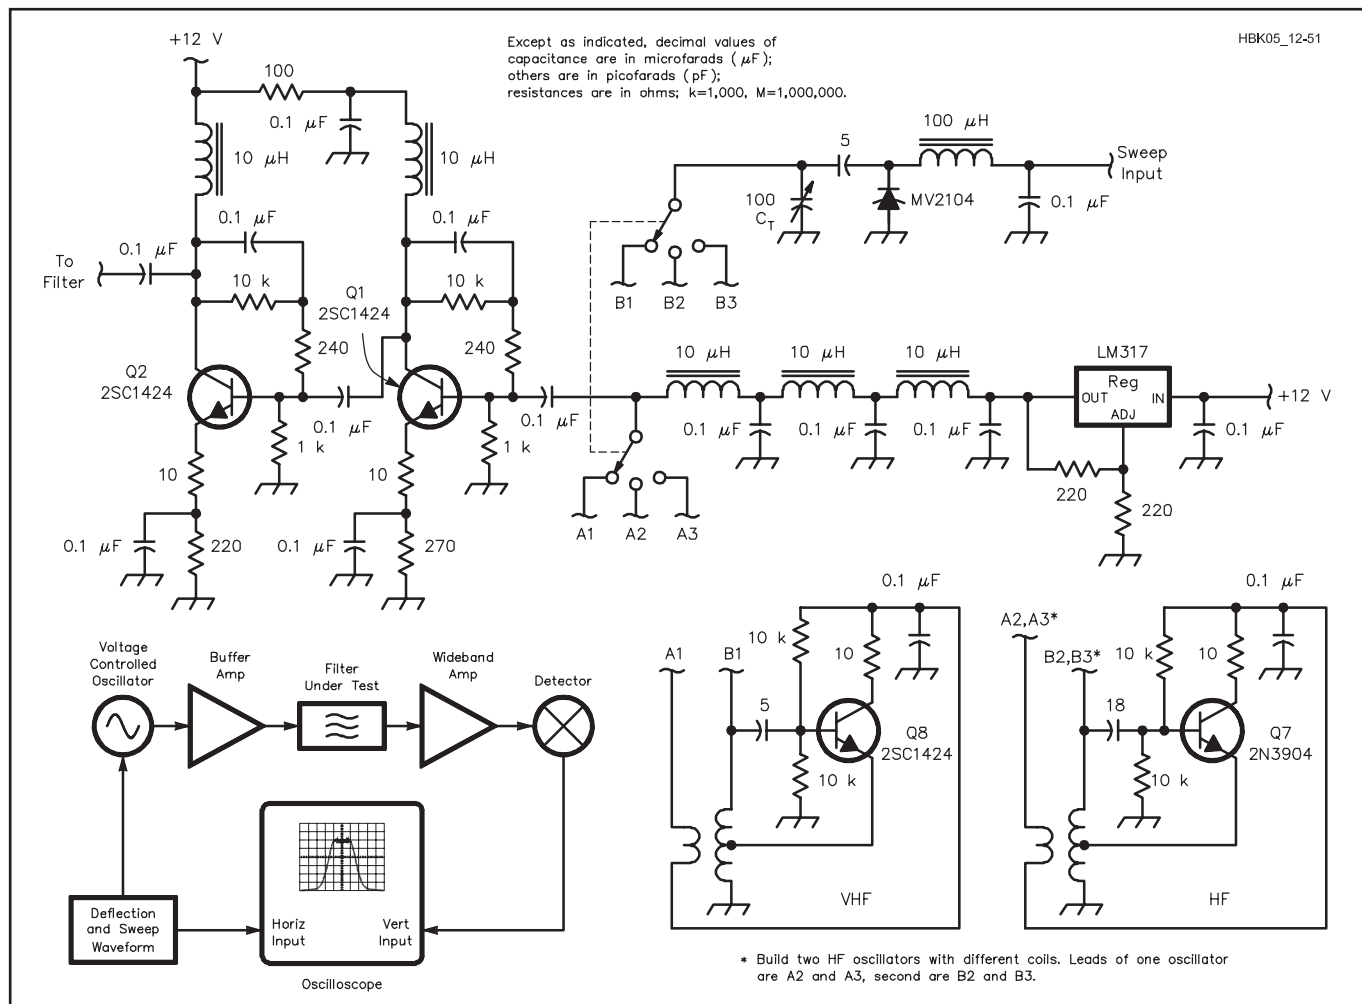 HBK05_12-51
Except as indicated, decimal values of
capacitance are in microfarads ( μF);
others are in picofarads ( pF);
resistances are in ohms; k=1,000, M=1,000,000.
+12 V
100
0.1 μF
10 μH
10 μH
0.1 μF
0.1 μF
0.1 μF
To
Filter
10 k
10 k
Q1
2SC1424
240
240
Q2
2SC1424
0.1 μF
0.1 μF
1 k
1 k
10
10
0.1 μF
220
0.1 μF
270
100 μH
5
Sweep
Input
100
CT
MV2104
0.1 μF
B1
B2
B3
10 μH
10 μH
10 μH
LM317
Reg
OUT
IN
ADJ
+12 V
0.1 μF
0.1 μF
0.1 μF
0.1 μF
220
220
A1
A2
A3
Voltage
Controlled
Oscillator
Buffer
Amp
Filter
Under Test
Wideband
Amp
Detector
Deflection
and Sweep
Waveform
Horiz
Input
Vert
Input
Oscilloscope
0.1 μF
A1
B1
10 k
10
5
Q8
2SC1424
10 k
VHF
0.1 μF
A2,A3*
B2,B3*
10 k
10
18
Q7
2N3904
10 k
HF
* Build two HF oscillators with different coils. Leads of one oscillator
are A2 and A3, second are B2 and B3.